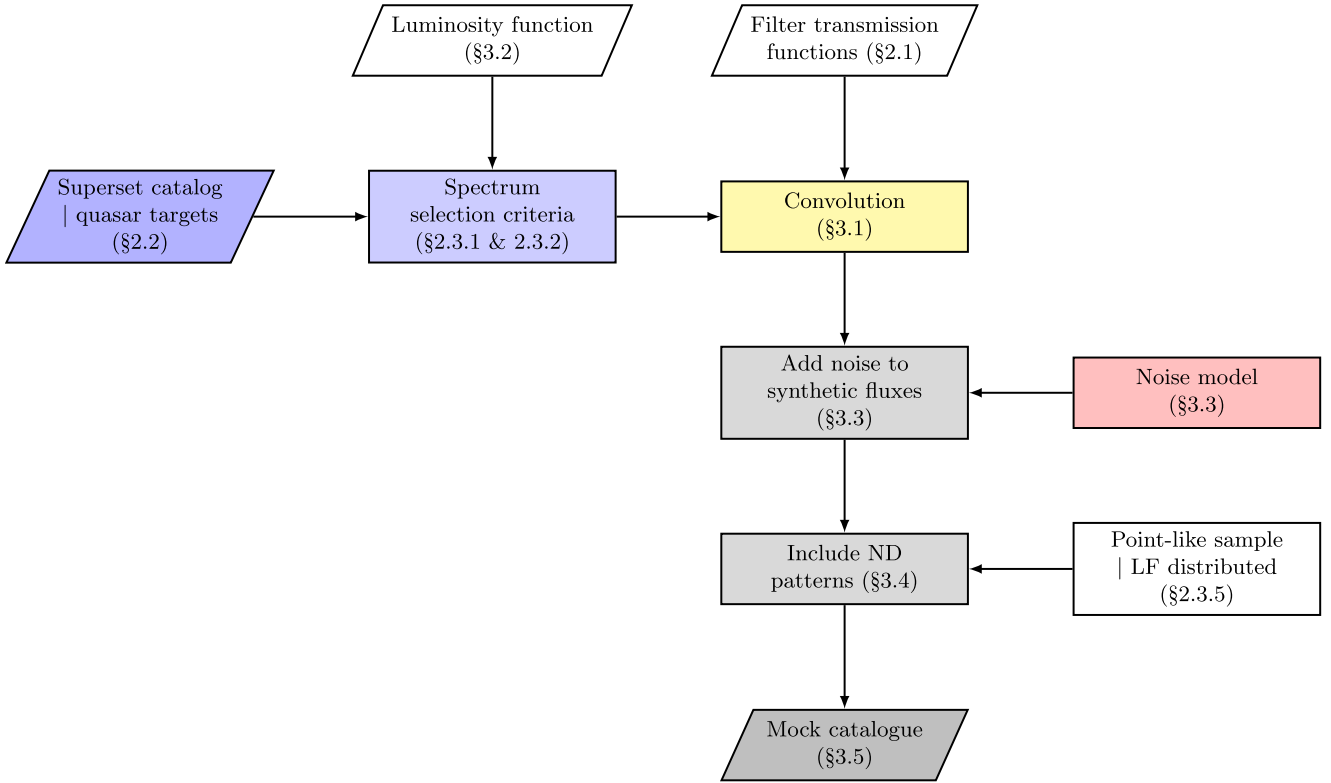 Luminosity function
(§3.2)
Filter transmission
functions (§2.1)
Superset catalog
| quasar targets
(§2.2)
Spectrum
selection criteria
(§2.3.1 & 2.3.2)
Convolution
(§3.1)
Add noise to
synthetic fluxes
(§3.3)
Noise model
(§3.3)
Include ND
patterns (§3.4)
Point-like sample
| LF distributed
(§2.3.5)
Mock catalogue
(§3.5)